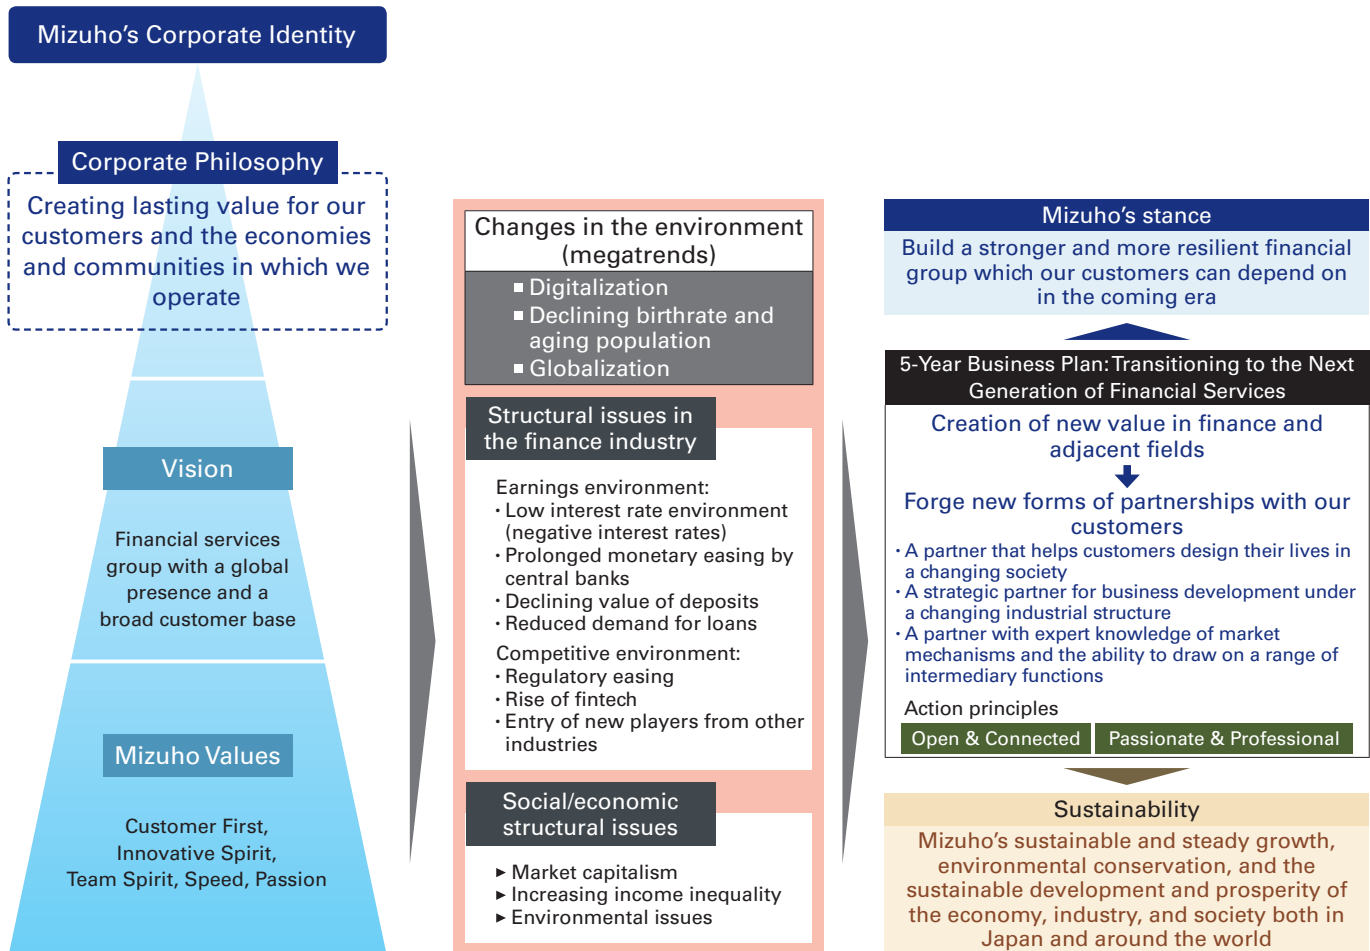 Mizuho’s Corporate Identity
Corporate Philosophy
Creating lasting value for our
customers and the economies
and communities in which we
operate
Vision
Financial services
group with a global
presence and a
broad customer base
Mizuho Values
Customer First,
Innovative Spirit,
Team Spirit, Speed, Passion
Changes in the environment
(megatrends)
▪ Digitalization
▪ Declining birthrate and
aging population
▪ Globalization
Structural issues in
the finance industry
Earnings environment:
・Low interest rate environment
(negative interest rates)
・Prolonged monetary easing by
central banks
・Declining value of deposits
・Reduced demand for loans
Competitive environment:
・Regulatory easing
・Rise of fintech
・Entry of new players from other
industries
Social/economic
structural issues
▶ Market capitalism
▶ Increasing income inequality
▶ Environmental issues
Mizuho’s stance
Build a stronger and more resilient financial
group which our customers can depend on
in the coming era
5-Year Business Plan: Transitioning to the Next
Generation of Financial Services
Creation of new value in finance and
adjacent fields
Forge new forms of partnerships with our
customers
・A partner that helps customers design their lives in
a changing society
・A strategic partner for business development under
a changing industrial structure
・A partner with expert knowledge of market
mechanisms and the ability to draw on a range of
intermediary functions
Action principles
Open & Connected
Passionate & Professional
Sustainability
Mizuho’s sustainable and steady growth,
environmental conservation, and the
sustainable development and prosperity of
the economy, industry, and society both in
Japan and around the world